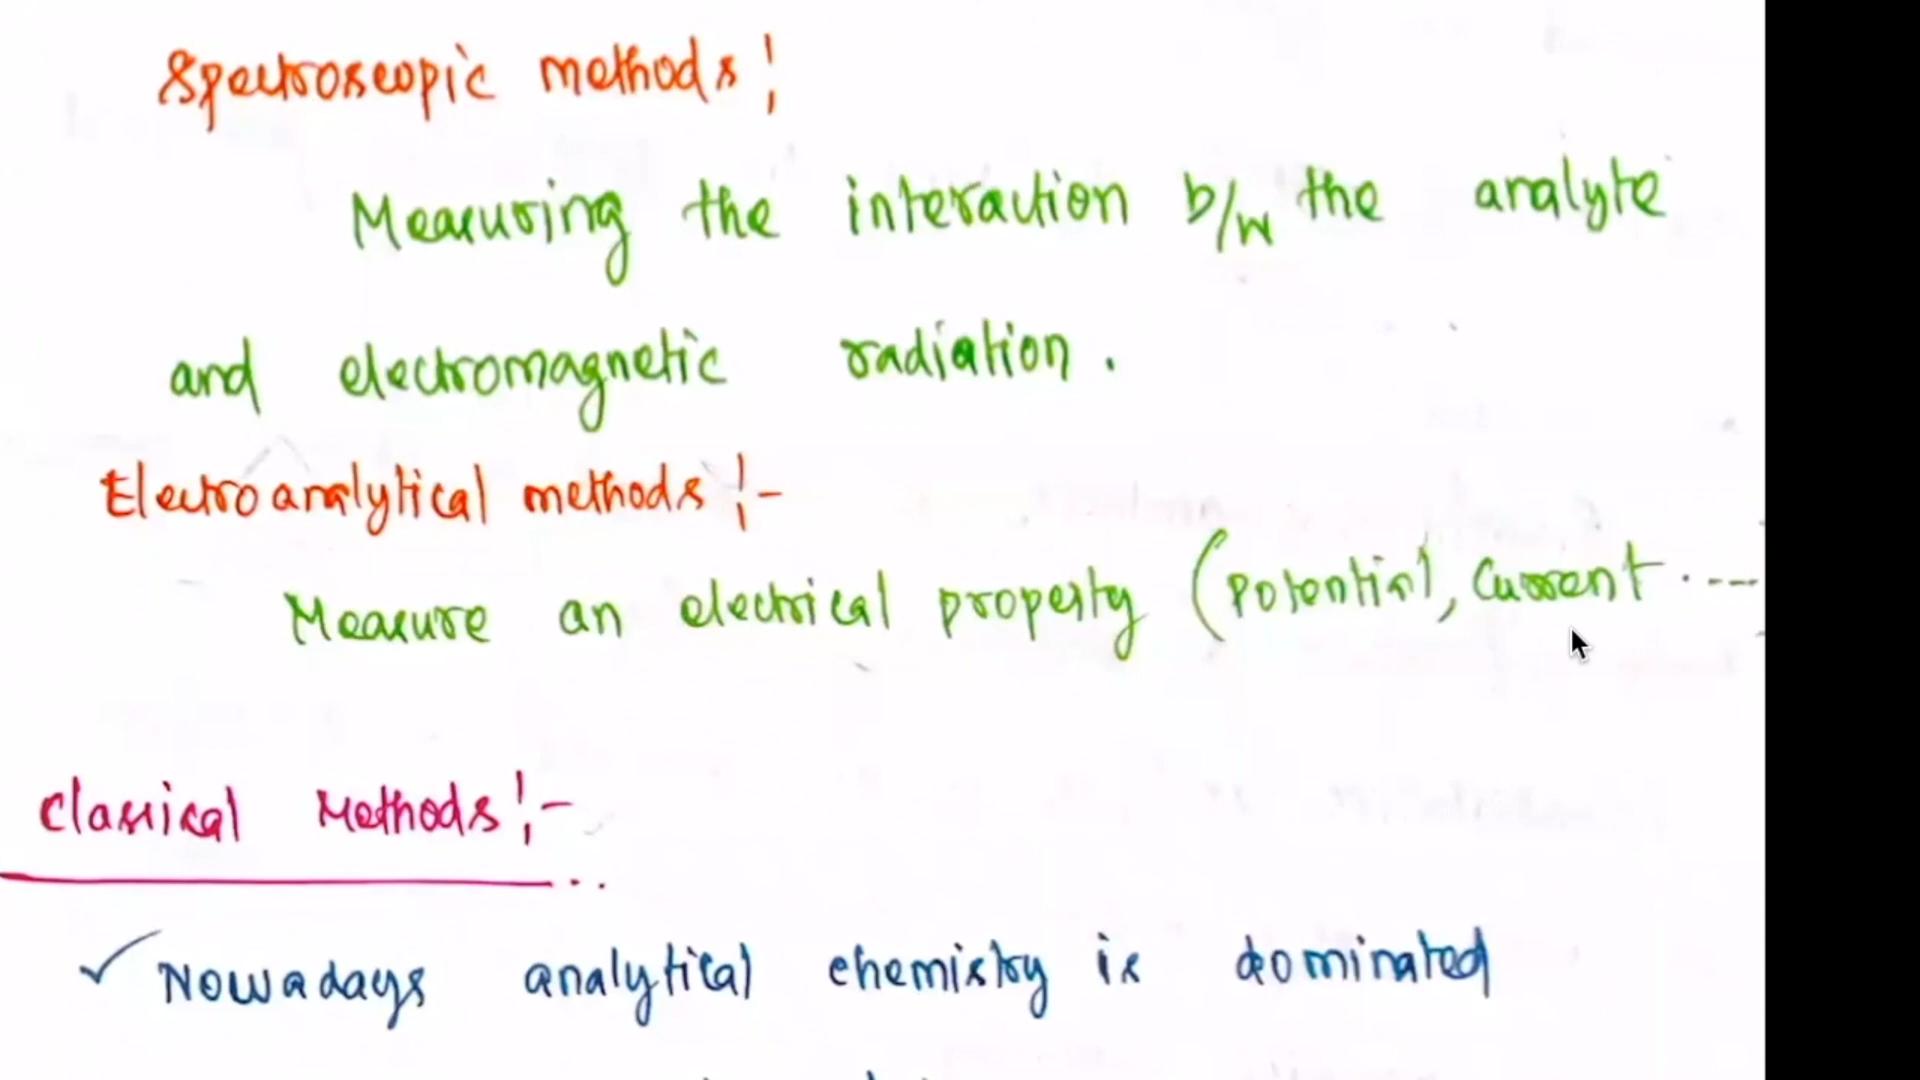 Spectroscopic methods:
Measuring the interaction b/w the analyte
and electromagnetic radiation.
Electroanalytical methods:-
Measure an electrical property (Potential, Current ----
Classical Methods:-
✓ Nowadays analytical chemistry is dominated